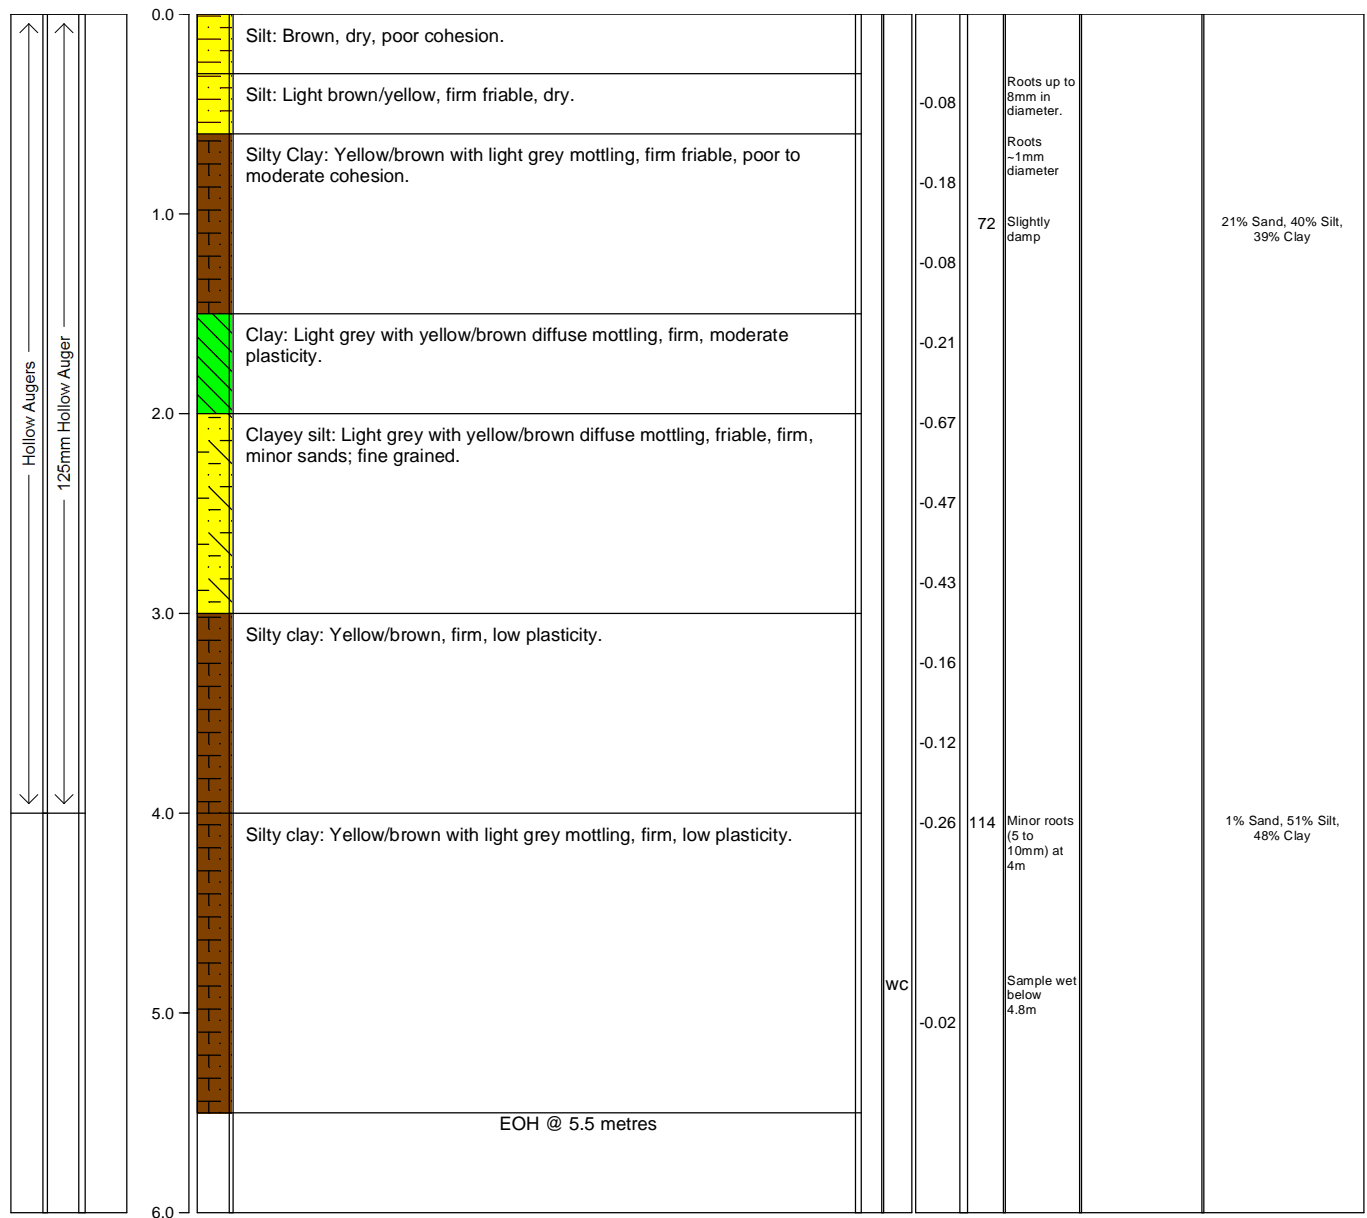 0.0
Silt: Brown, dry, poor cohesion.
Silt: Light brown/yellow, firm friable, dry.
-0.08
Roots up to
8mm in
diameter.
Silty Clay: Yellow/brown with light grey mottling, firm friable, poor to
moderate cohesion.
Roots
~1mm
diameter
-0.18
1.0
72
Slightly
damp
21% Sand, 40% Silt,
39% Clay
-0.08
Clay: Light grey with yellow/brown diffuse mottling, firm, moderate
plasticity.
-0.21
Hollow Augers
125mm Hollow Auger
2.0
-0.67
Clayey silt: Light grey with yellow/brown diffuse mottling, friable, firm,
minor sands; fine grained.
-0.47
-0.43
3.0
Silty clay: Yellow/brown, firm, low plasticity.
-0.16
-0.12
4.0
Silty clay: Yellow/brown with light grey mottling, firm, low plasticity.
-0.26
114
Minor roots
(5 to
10mm) at
4m
1% Sand, 51% Silt,
48% Clay
wc
Sample wet
below
4.8m
5.0
-0.02
EOH @ 5.5 metres
6.0